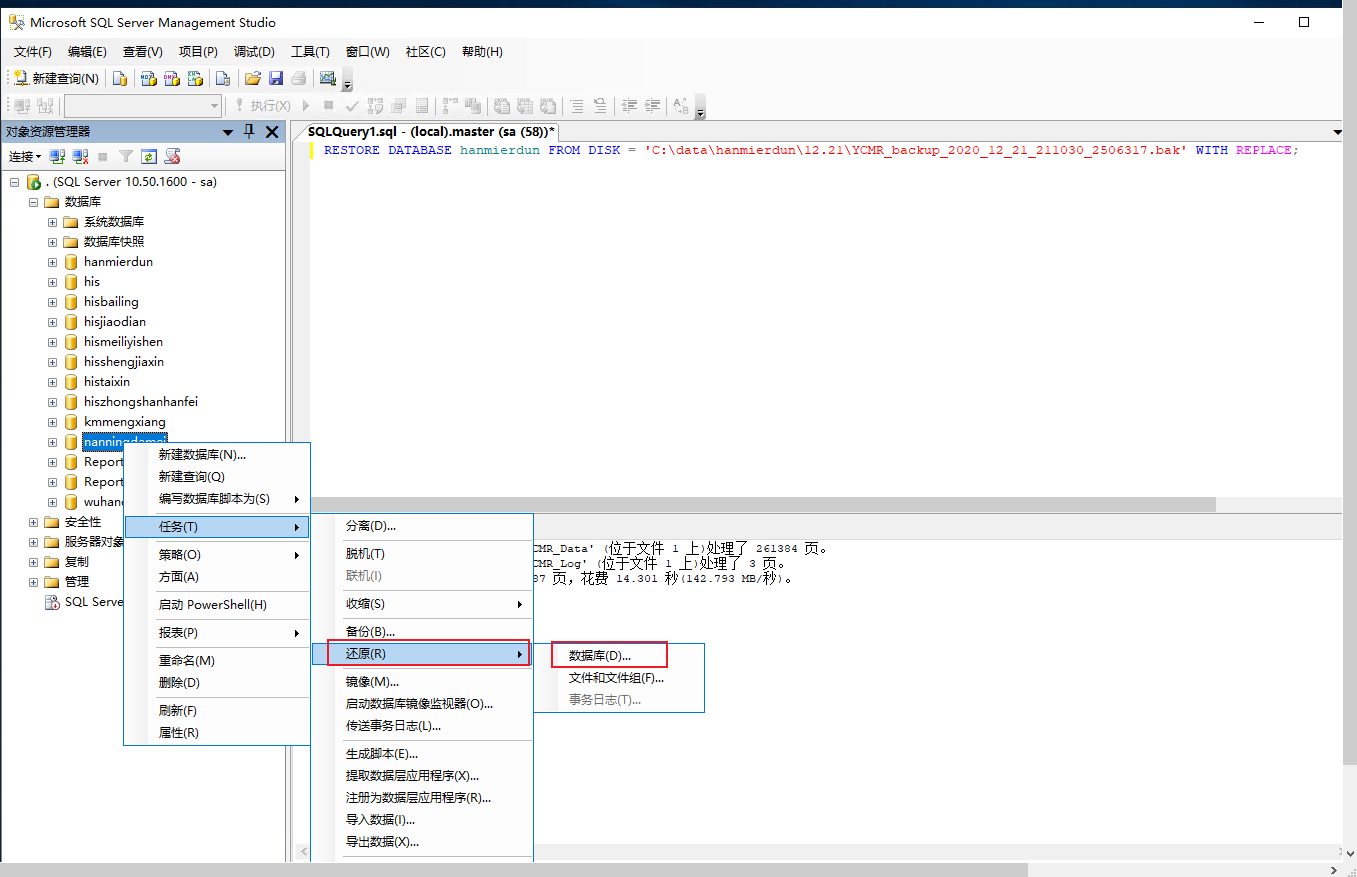 Microsoft SQL Server Management Studio
文件(F) 编辑(E) 查看(V) 项目(P) 调试(D) 工具(T) 窗口(W) 社区(C) 帮助(H)
新建查询(N)
执行(X)
对象资源管理器
SQLQuery1.sql - (local).master (sa (58))*
连接
RESTORE DATABASE hanmierdun FROM DISK = 'C:\data\hanmierdun\12.21\YCMR_backup_2020_12_21_211030_2506317.bak' WITH REPLACE;
. (SQL Server 10.50.1600 - sa)
数据库
系统数据库
数据库快照
hanmierdun
his
hisbailing
hisjiaodian
hismeiliyishen
hisshengjiaxin
histaixin
hiszhongshanhanfei
kmmengxiang
nanningdamei
Report
Report
wuhan
安全性
服务器对象
复制
管理
SQL Serve
新建数据库(N)...
新建查询(Q)
编写数据库脚本为(S)
任务(T)
策略(O)
方面(A)
启动 PowerShell(H)
报表(P)
重命名(M)
删除(D)
刷新(F)
属性(R)
分离(D)...
脱机(T)
联机(I)
收缩(S)
备份(B)...
还原(R)
镜像(M)...
启动数据库镜像监视器(O)...
传送事务日志(L)...
生成脚本(E)...
提取数据层应用程序(X)...
注册为数据层应用程序(R)...
导入数据(I)...
导出数据(X)...
数据库(D)...
文件和文件组(F)...
事务日志(T)...
CMR_Data' (位于文件 1 上)处理了 261384 页。
CMR_Log' (位于文件 1 上)处理了 3 页。
87 页，花费 14.301 秒(142.793 MB/秒)。